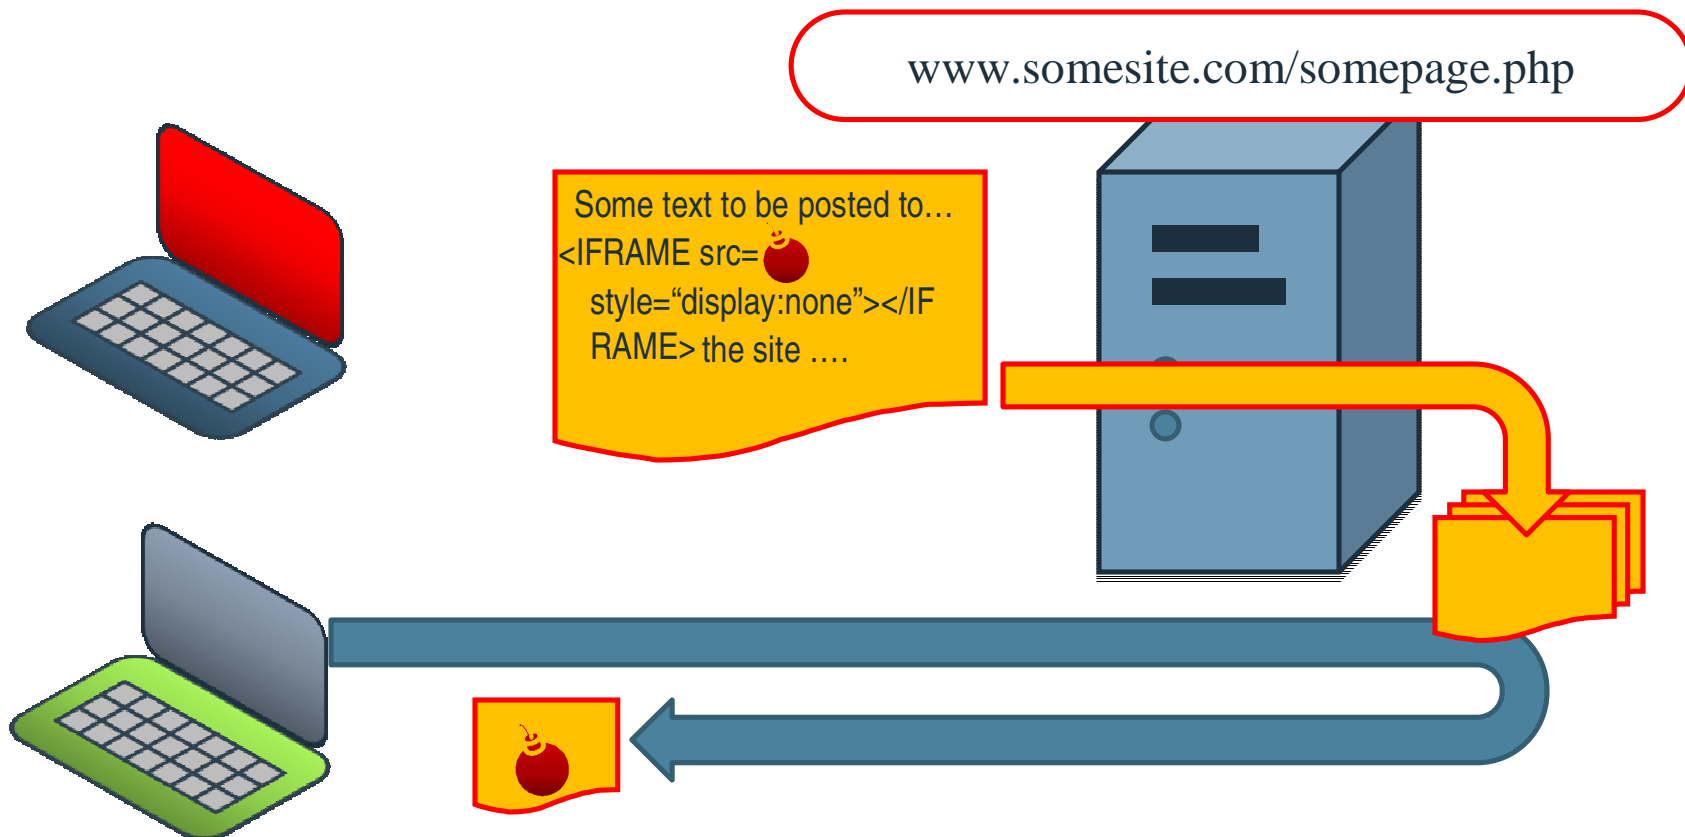 www.somesite.com/somepage.php
Some text to be posted to…
<IFRAME src=
style=“display:none”></IF
RAME> the site ….